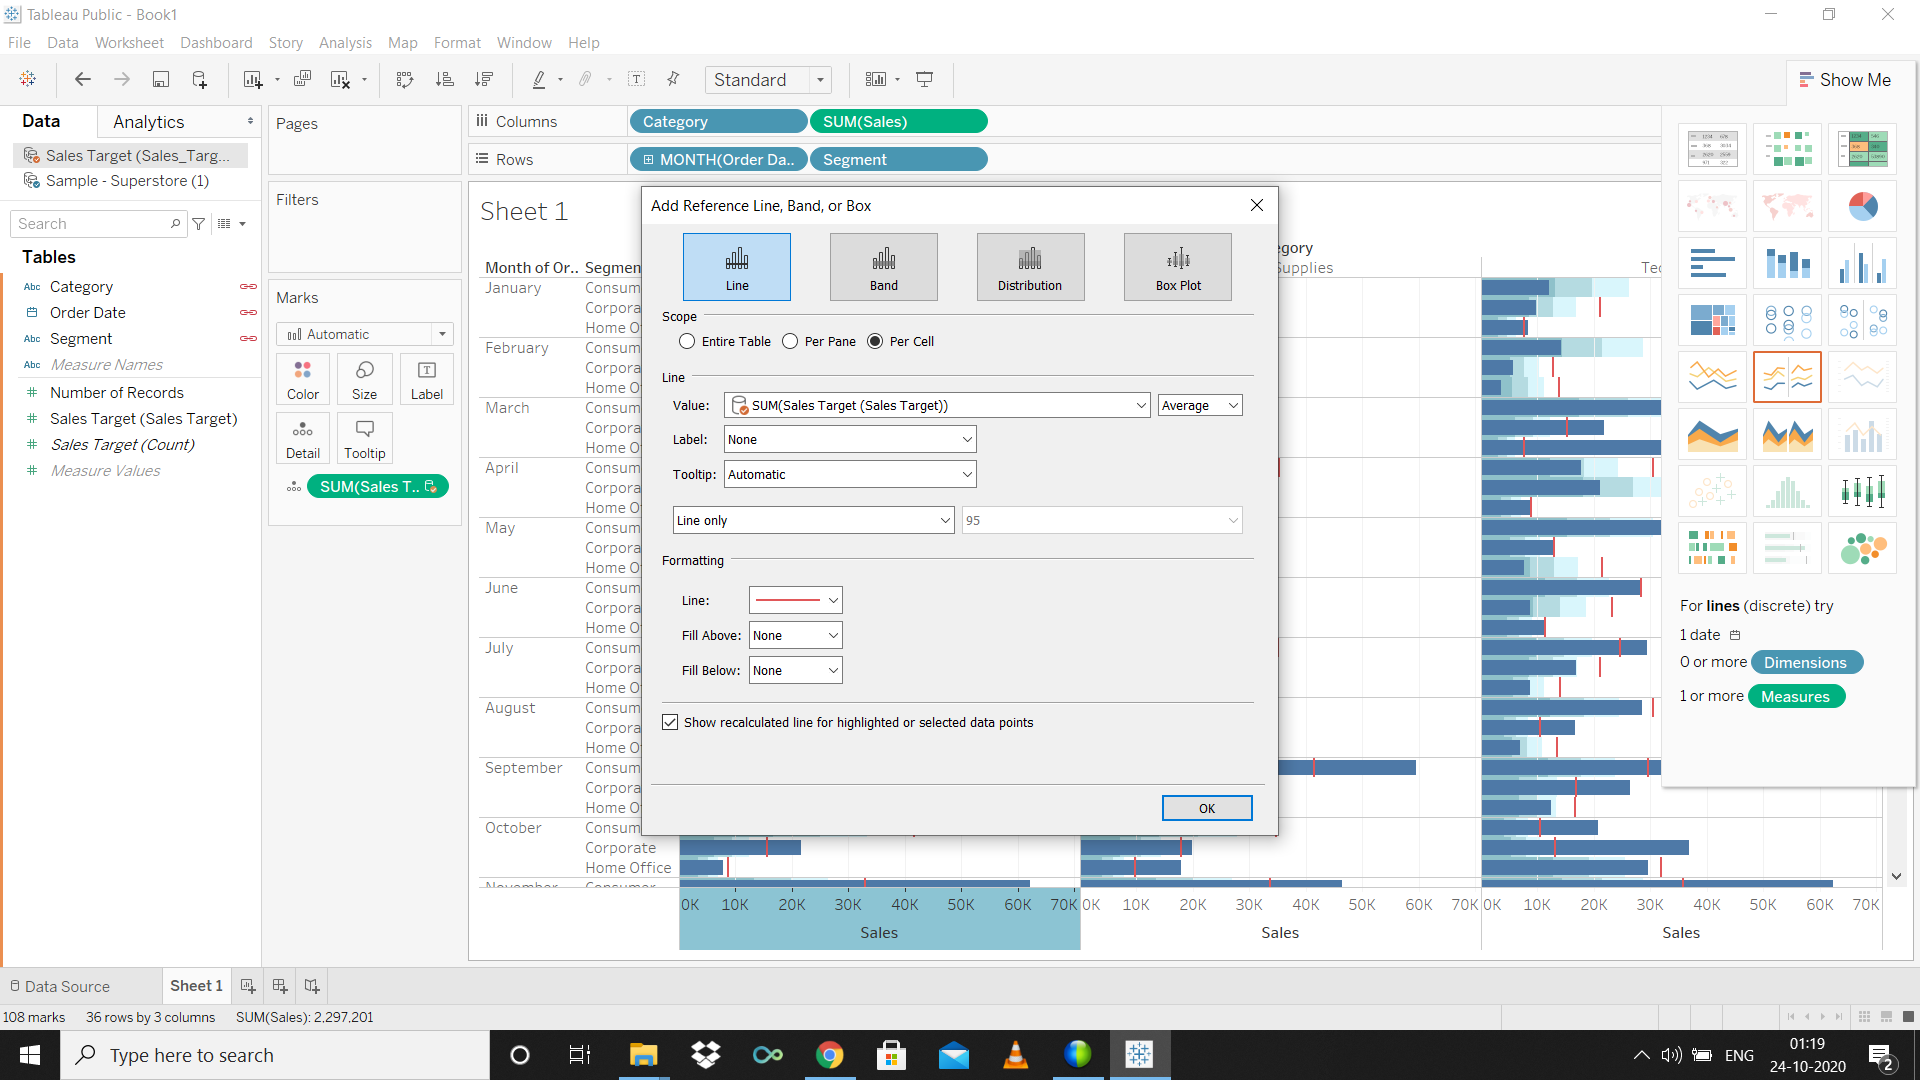 Tableau Public - Book1
File Data Worksheet Dashboard Story Analysis Map Format Window Help
Standard
Show Me
Data Analytics
Sales Target (Sales_Targ...
Sample - Superstore (1)
Search
Tables
Abc Category
Order Date
Abc Segment
Abc Measure Names
Number of Records
Sales Target (Sales Target)
Sales Target (Count)
Measure Values
Pages
Filters
Marks
Automatic
Color Size Label
Detail Tooltip
SUM(Sales T..
Columns Category SUM(Sales)
Rows MONTH(Order Da.. Segment
Sheet 1
egory
Month of Or.. Segmen Supplies Tec
January Consum
Corpora
Home Of
February Consum
Corpora
Home Of
March Consum
Corpora
Home Of
April Consum
Corpora
Home Of
May Consum
Corpora
Home Of
June Consum
Corpora
Home Of
July Consum
Corpora
Home Of
August Consum
Corpora
Home Of
September Consum
Corpora
Home Of
October Consum
Corporate
Home Office
November Consumer
0K 10K 20K 30K 40K 50K 60K 70K 0K 10K 20K 30K 40K 50K 60K 70K 0K 10K 20K 30K 40K 50K 60K 70K
Sales Sales Sales
Add Reference Line, Band, or Box
Line Band Distribution Box Plot
Scope
Entire Table Per Pane Per Cell
Line
Value: SUM(Sales Target (Sales Target)) Average
Label: None
Tooltip: Automatic
Line only 95
Formatting
Line:
Fill Above: None
Fill Below: None
Show recalculated line for highlighted or selected data points
OK
For lines (discrete) try
1 date
0 or more Dimensions
1 or more Measures
Data Source Sheet 1
108 marks 36 rows by 3 columns SUM(Sales): 2,297,201
Type here to search
ENG
01:19
24-10-2020
2